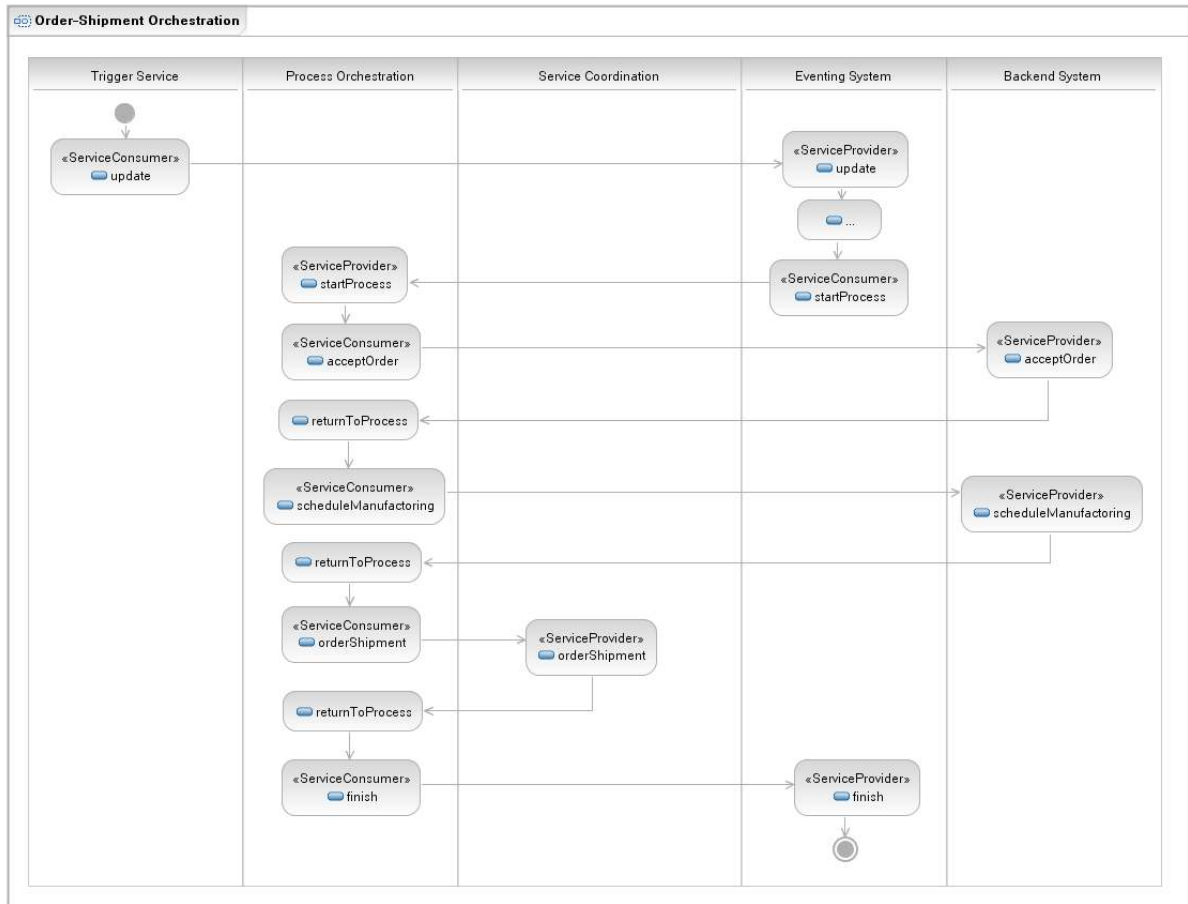 Order-Shipment Orchestration
Trigger Service
Process Orchestration
Service Coordination
Eventing System
Backend System
«ServiceConsumer»
update
«ServiceProvider»
update
...
«ServiceConsumer»
startProcess
«ServiceProvider»
startProcess
«ServiceConsumer»
acceptOrder
«ServiceProvider»
acceptOrder
returnToProcess
«ServiceConsumer»
scheduleManufactoring
«ServiceProvider»
scheduleManufactoring
returnToProcess
«ServiceConsumer»
orderShipment
«ServiceProvider»
orderShipment
returnToProcess
«ServiceConsumer»
finish
«ServiceProvider»
finish